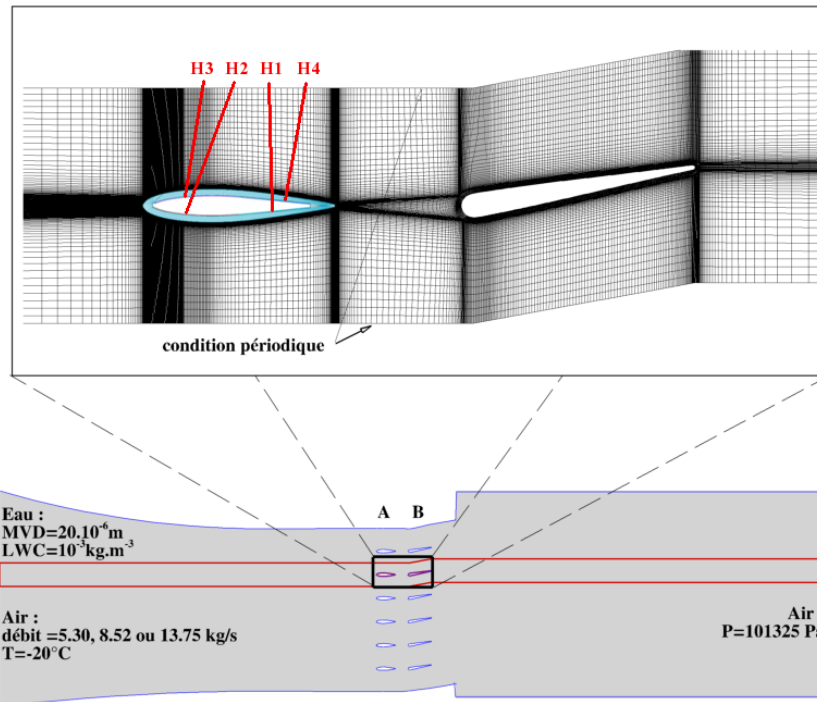 H3 H2 H1 H4
condition périodique
A B
Eau :
MVD=20.10⁻⁶m
LWC=10⁻³kg.m⁻³
Air :
débit =5.30, 8.52 ou 13.75 kg/s
T=-20°C
Air
P=101325 P